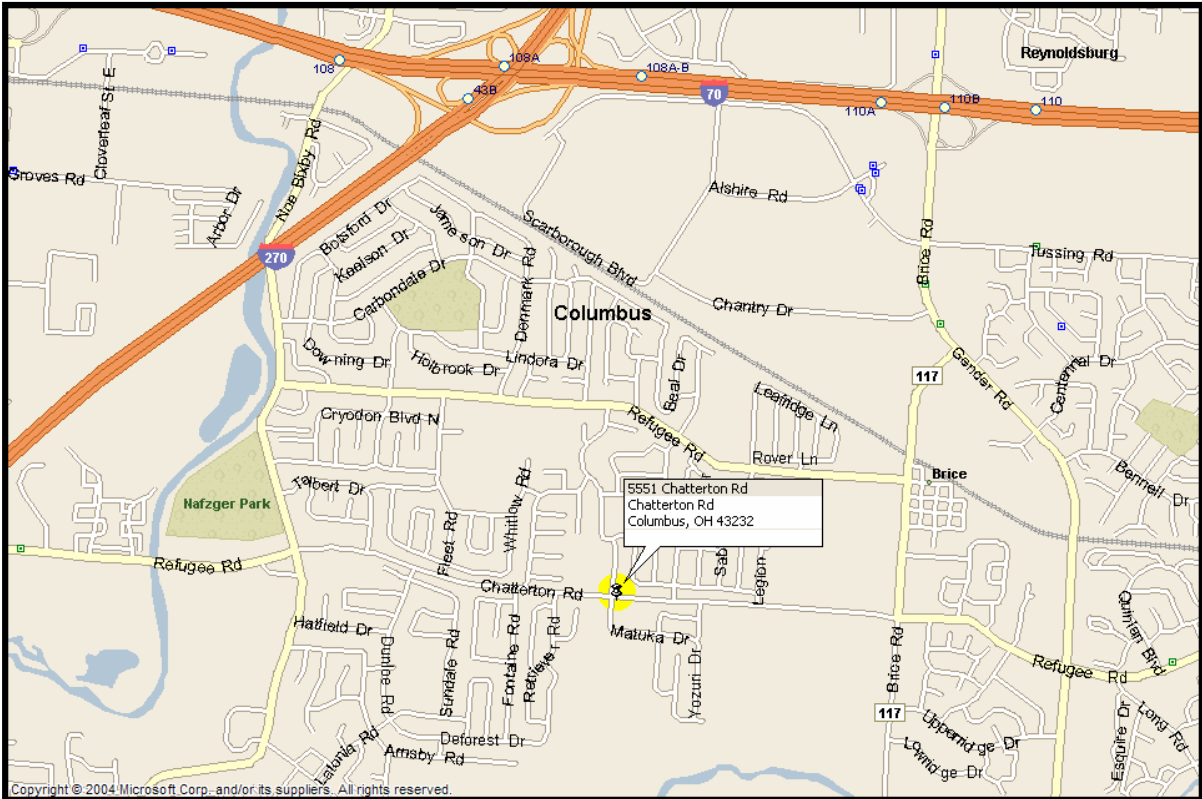 Reynoldsburg
108
108A
108A-B
43B
70
110A
110B
110
Cloverleaf St E
Noe Bixby Rd
Groves Rd
Arbor Dr
Alshire Rd
Brice Rd
Botsford Dr
Jameson Dr
Scarborough Blvd
Tussing Rd
270
Keelson Dr
Carbondale Dr
Denmark Rd
Columbus
Chantry Dr
Downing Dr
Holbrook Dr
Lindora Dr
Beal Dr
Gender Rd
Centennial Dr
117
Leafridge Ln
Cryodon Blvd N
Refugee Rd
Rover Ln
Brice
Bennell Dr
Talbert Dr
Nafzger Park
Whitlow Rd
5551 Chatterton Rd
Chatterton Rd
Columbus, OH 43232
Fleet Rd
Refugee Rd
Chatterton Rd
Legion
Quinlan Blvd
Hatfield Dr
Dunloe Rd
Sundale Rd
Fontaine Rd
Retriever Rd
Matuka Dr
Yozuri Dr
Brice Rd
Refugee Rd
117
Upperridge Dr
Lowridge Dr
Esquire Dr
Long Rd
Latonia Rd
Deforest Dr
Amsby Rd
Copyright © 2004 Microsoft Corp. and/or its suppliers. All rights reserved.